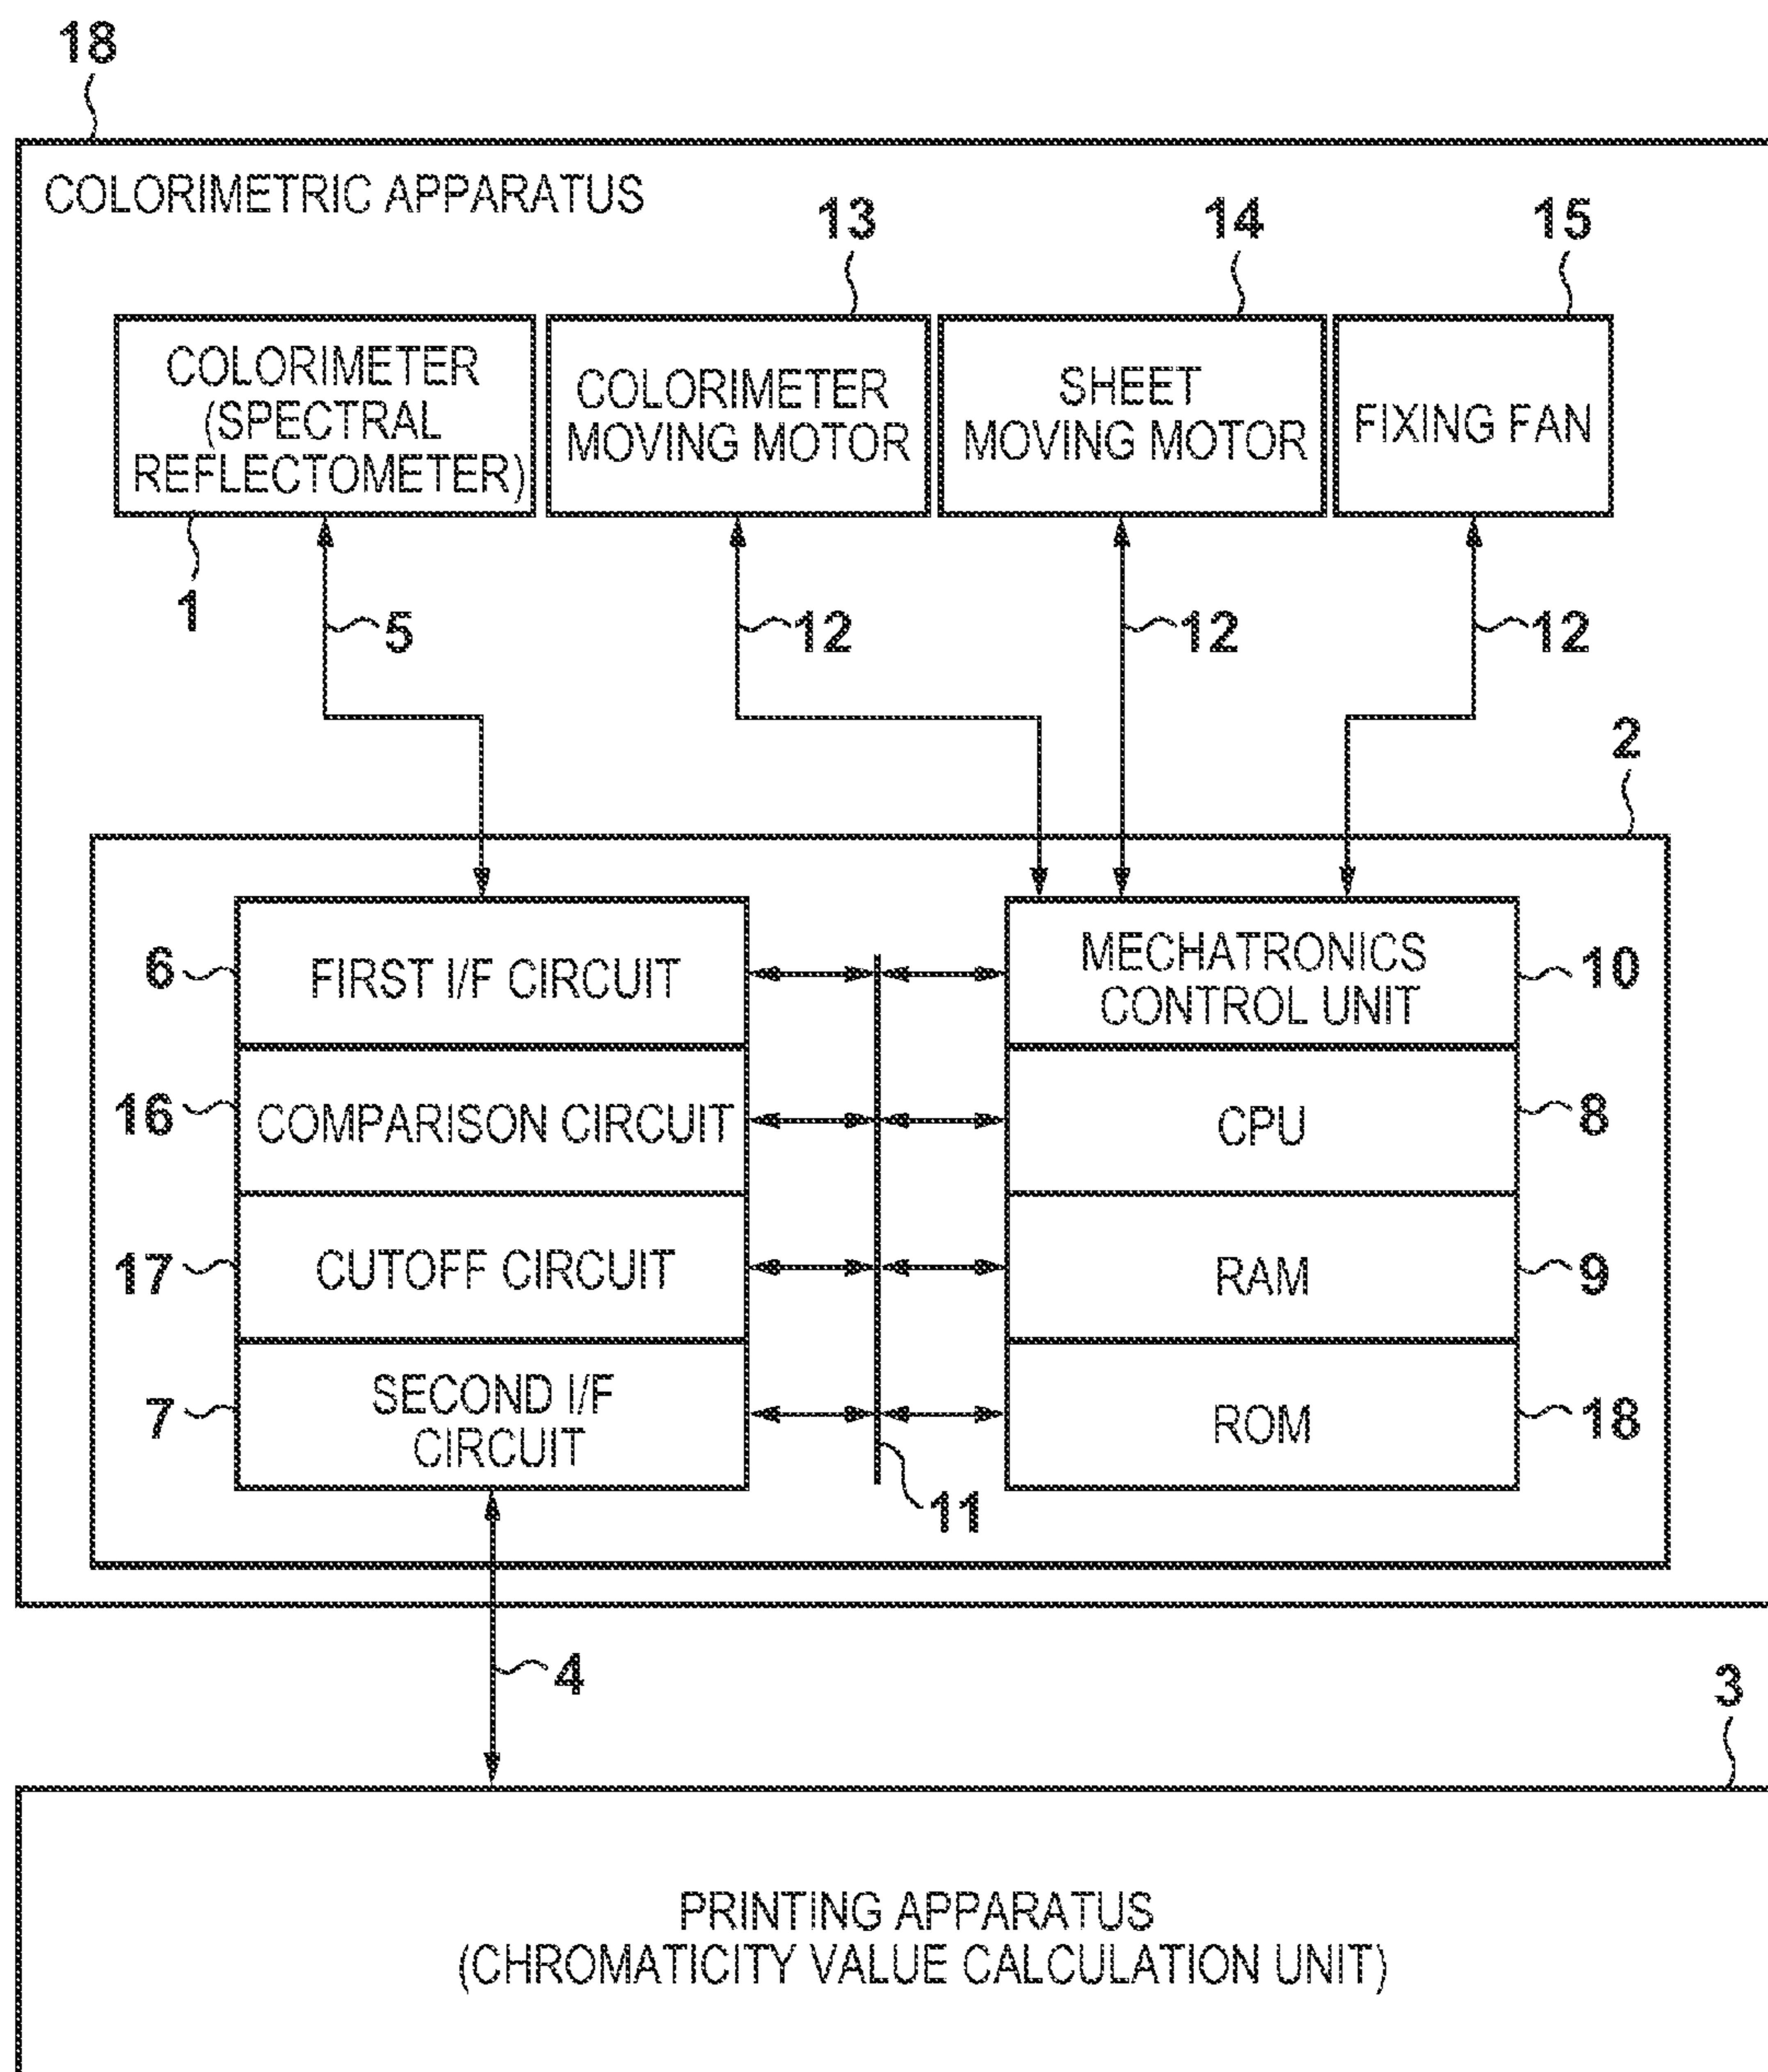 18
COLORIMETRIC APPARATUS
13
14
15
COLORIMETER
(SPECTRAL
REFLECTOMETER)
COLORIMETER
MOVING MOTOR
SHEET
MOVING MOTOR
FIXING FAN
1
5
12
12
12
2
6
FIRST I/F CIRCUIT
MECHATRONICS
CONTROL UNIT
10
16
COMPARISON CIRCUIT
CPU
8
17
CUTOFF CIRCUIT
RAM
9
7
SECOND I/F
CIRCUIT
ROM
18
11
4
3
PRINTING APPARATUS
(CHROMATICITY VALUE CALCULATION UNIT)